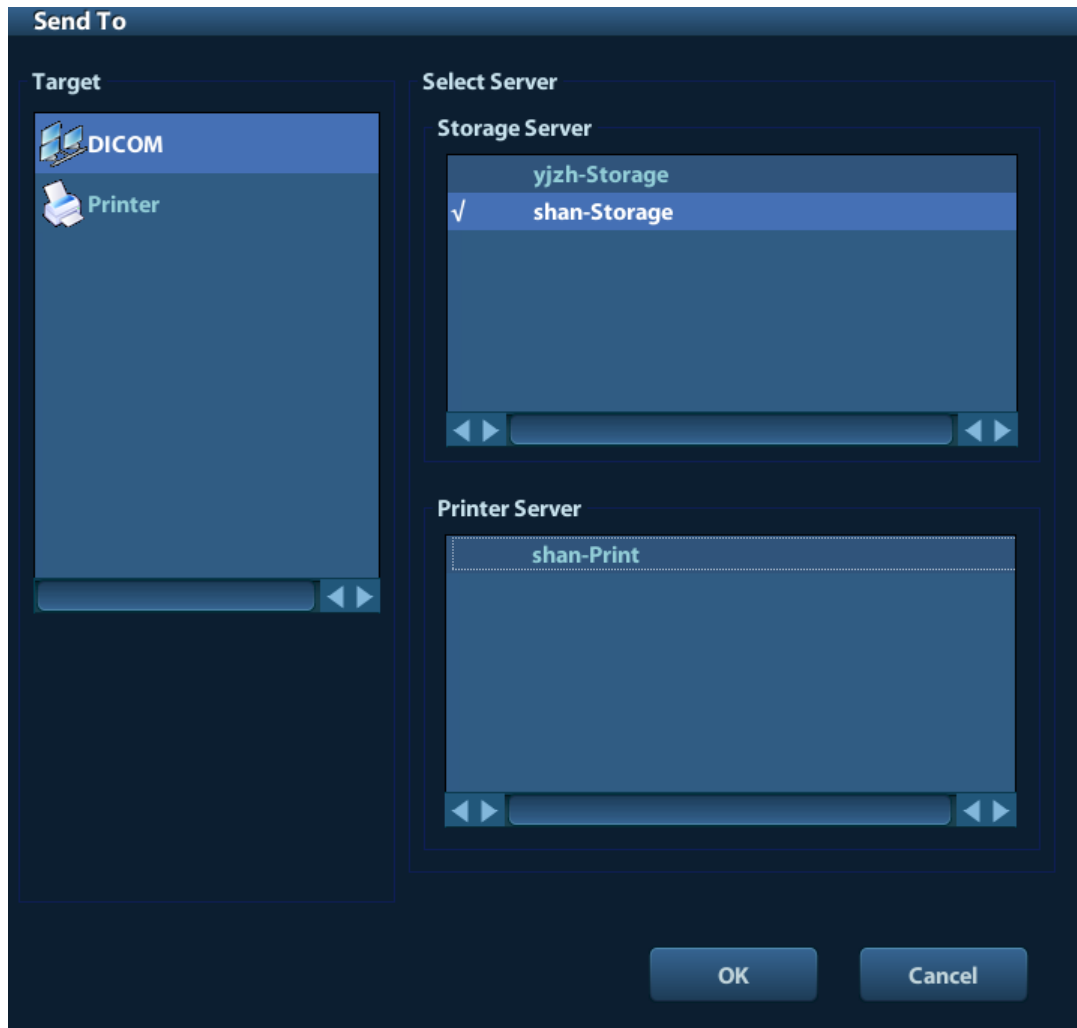 Send To
Target
DICOM
Printer
Select Server
Storage Server
yjzh-Storage
√ shan-Storage
Printer Server
shan-Print
OK
Cancel